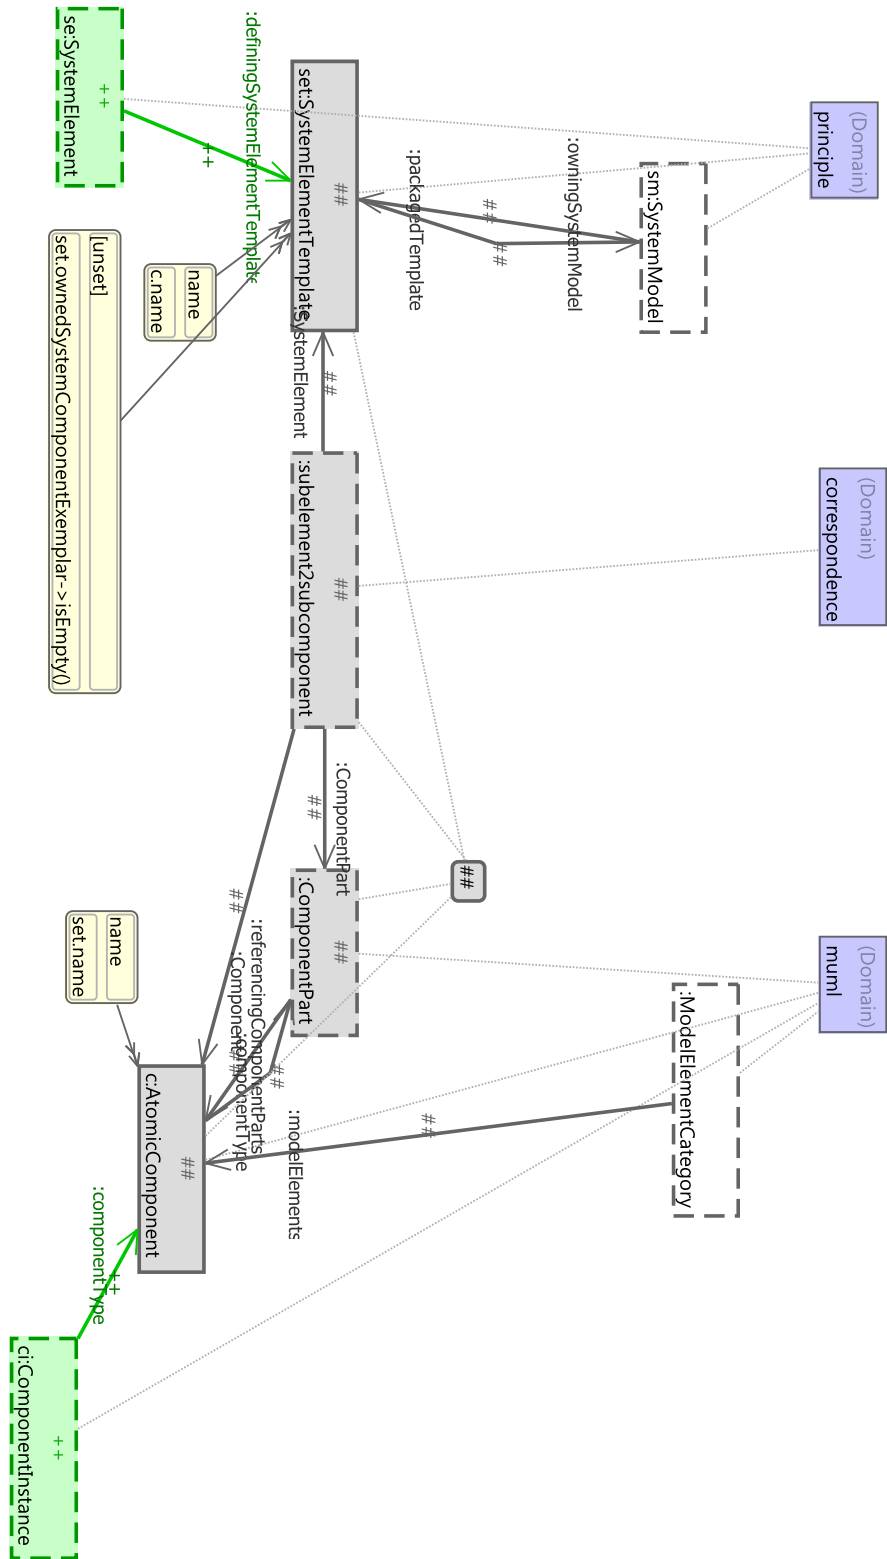 (Domain)
principle
(Domain)
correspondence
(Domain)
muml
sm:SystemModel
:ModelElementCategory
:owningSystemModel
##
##
:packagedTemplate
##
##
set:SystemElementTemplate
:SystemElement
##
##
:subelement2subcomponent
:ComponentPart
##
##
:ComponentPart
##
:modelElements
##
##
:referencingComponentParts
:componentType
:Component
##
##
c:AtomicComponent
:definingSystemElementTemplate
++
++
se:SystemElement
name
c.name
[unset]
set.ownedSystemComponentExemplar->isEmpty()
name
set.name
:componentType
++
++
ci:ComponentInstance